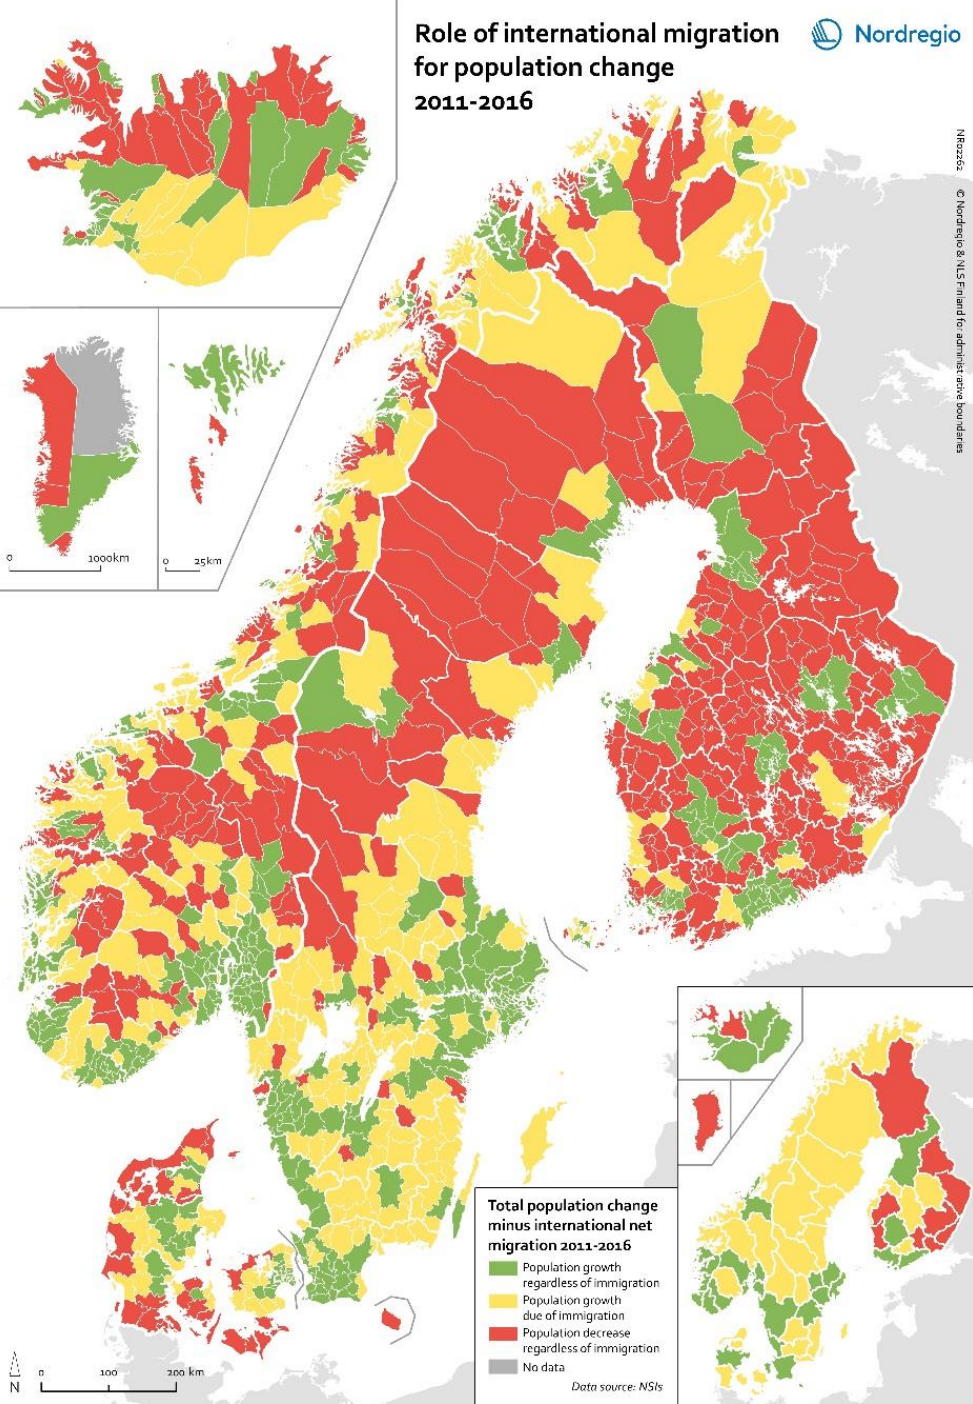 Role of international migration
for population change
2011-2016
Nordregio
NR02262 © Nordregio & NLS Finland for administrative boundaries
0 1000km
0 25km
Total population change
minus international net
migration 2011-2016
Population growth
regardless of immigration
Population growth
due of immigration
Population decrease
regardless of immigration
No data
Data source: NSIs
N
0 100 200 km